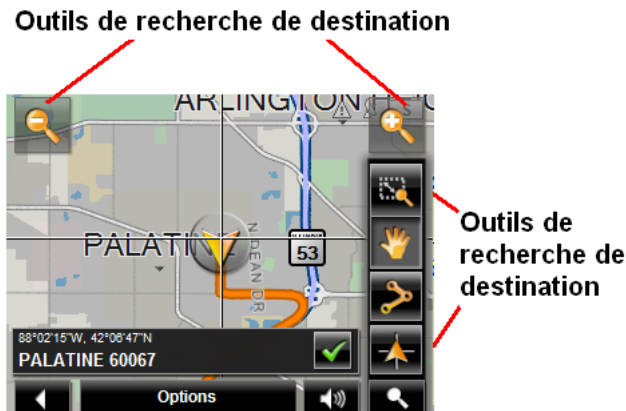 Outils de recherche de destination
ARLINGTON
PALATINE
N DEAN DR
ILLINOIS
53
Outils de
recherche de
destination
88°02'15"W, 42°06'47"N
PALATINE 60067
Options